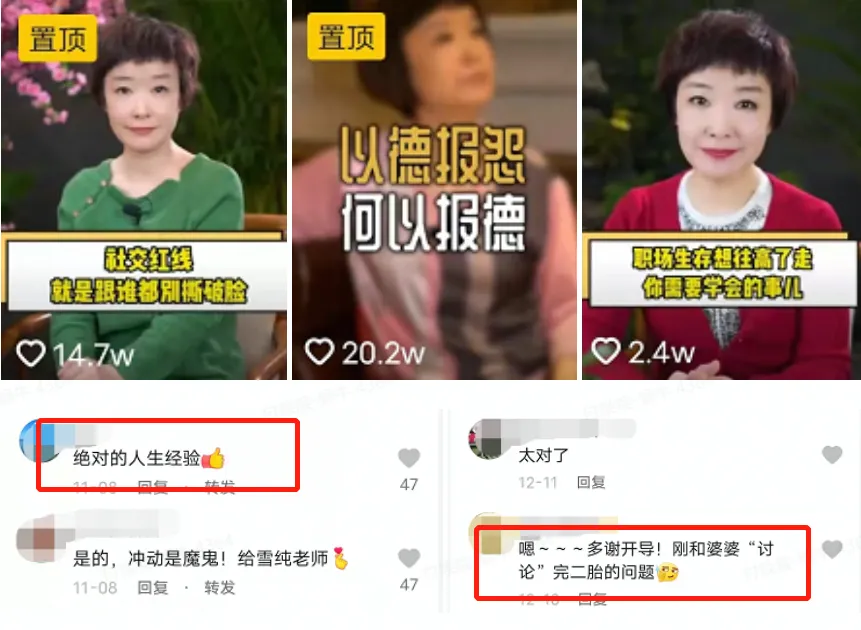 置顶
社交红线
就是跟谁都别撕破脸
14.7w
置顶
以德报怨
何以报德
20.2w
职场生存想往高了走
你需要学会的事儿
2.4w
绝对的人生经验👍
11-08 回复 · 转发
47
是的，冲动是魔鬼！给雪纯老师🫰
11-08 回复 · 转发
47
太对了
12-11 回复
嗯～～～多谢开导！刚和婆婆“讨
论”完二胎的问题🤔
12-10 回复